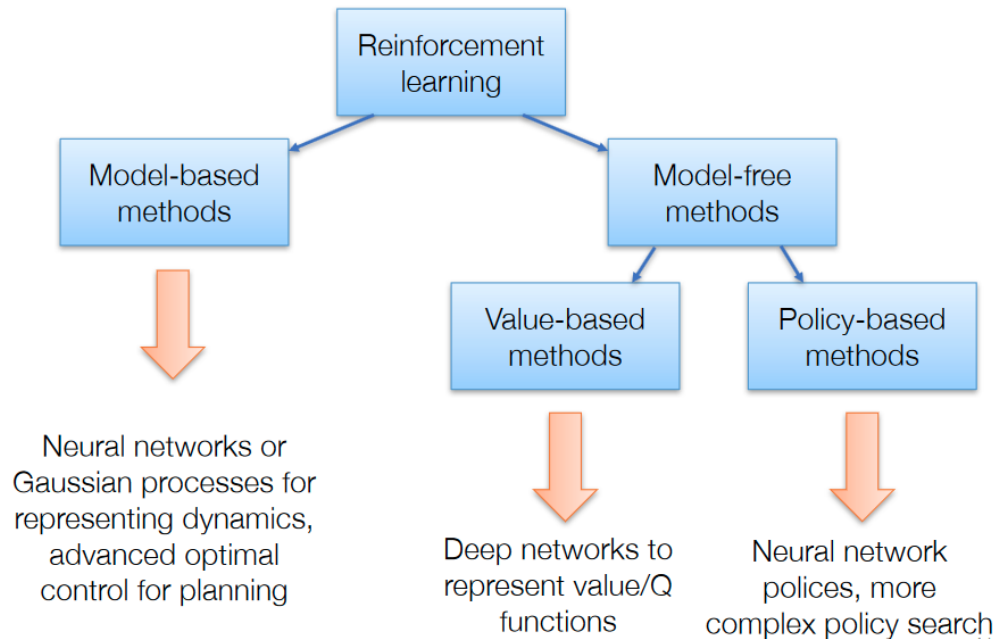 Reinforcement
learning
Model-based
methods
Model-free
methods
Value-based
methods
Policy-based
methods
Neural networks or
Gaussian processes for
representing dynamics,
advanced optimal
control for planning
Deep networks to
represent value/Q
functions
Neural network
polices, more
complex policy search